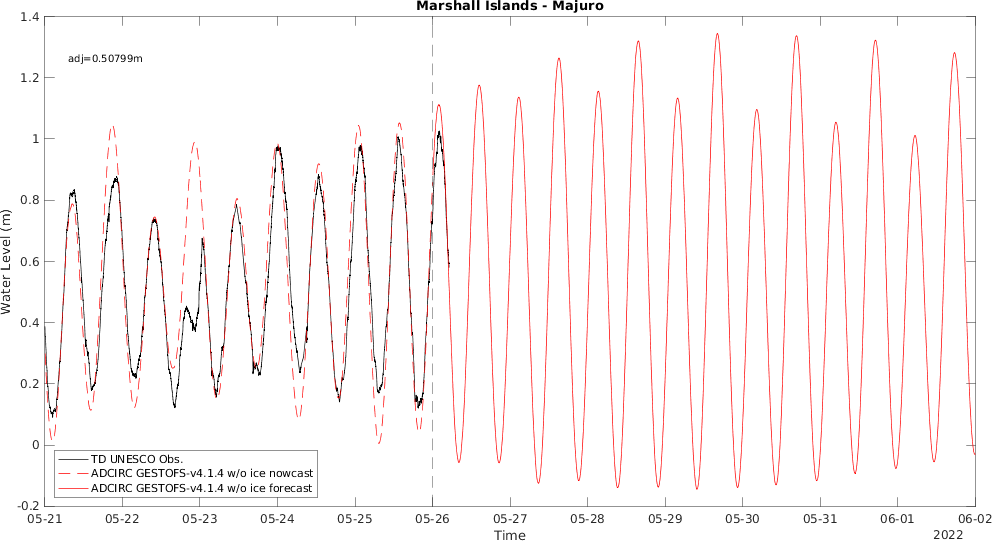 Marshall Islands - Majuro
adj=0.50799m
Water Level (m)
1.4
1.2
1
0.8
0.6
0.4
0.2
0
-0.2
TD UNESCO Obs.
ADCIRC GESTOFS-v4.1.4 w/o ice nowcast
ADCIRC GESTOFS-v4.1.4 w/o ice forecast
05-21 05-22 05-23 05-24 05-25 05-26 05-27 05-28 05-29 05-30 05-31 06-01 06-02
Time
2022